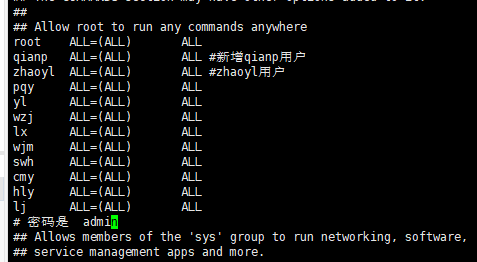 ##
## Allow root to run any commands anywhere
root    ALL=(ALL)       ALL
qianp   ALL=(ALL)       ALL #新增qianp用户
zhaoyl  ALL=(ALL)       ALL #zhaoyl用户
pqy     ALL=(ALL)       ALL
yl      ALL=(ALL)       ALL
wzj     ALL=(ALL)       ALL
lx      ALL=(ALL)       ALL
wjm     ALL=(ALL)       ALL
swh     ALL=(ALL)       ALL
cmy     ALL=(ALL)       ALL
hly     ALL=(ALL)       ALL
lj      ALL=(ALL)       ALL
# 密码是  admin
## Allows members of the 'sys' group to run networking, software,
## service management apps and more.